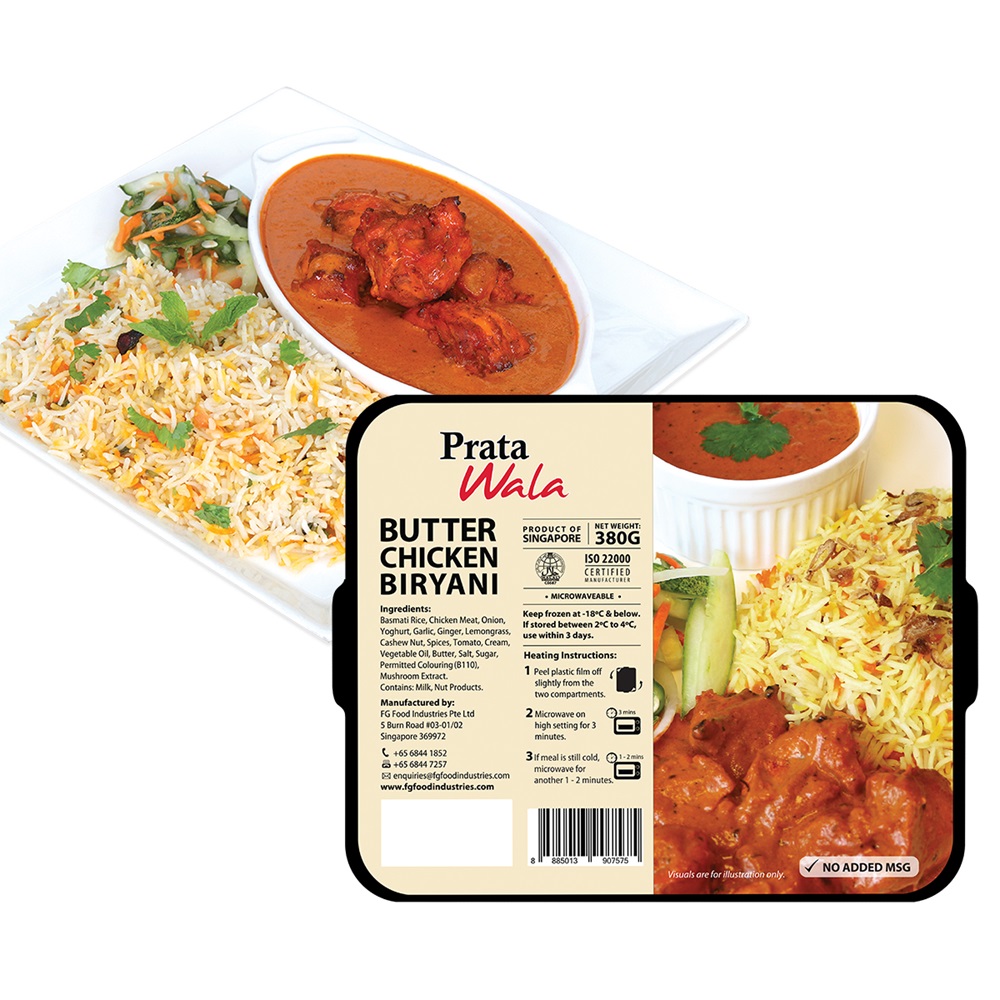 Prata
Wala
BUTTER
CHICKEN
BIRYANI
Ingredients:
Basmati Rice, Chicken Meat, Onion,
Yoghurt, Garlic, Ginger, Lemongrass,
Cashew Nut, Spices, Tomato, Cream,
Vegetable Oil, Butter, Salt, Sugar,
Permitted Colouring (B110),
Mushroom Extract.
Contains: Milk, Nut Products.
Manufactured by:
FG Food Industries Pte Ltd
5 Burn Road #03-01/02
Singapore 369972
+65 6844 1852
+65 6844 7257
enquiries@fgfoodindustries.com
www.fgfoodindustries.com
PRODUCT OF
SINGAPORE
NET WEIGHT:
380G
ISO 22000
CERTIFIED
MANUFACTURER
• MICROWAVEABLE •
Keep frozen at -18ºC & below.
If stored between 2ºC to 4ºC,
use within 3 days.
Heating Instructions:
1 Peel plastic film off
slightly from the
two compartments.
2 Microwave on
high setting for 3
minutes.
3 mins
3 If meal is still cold,
microwave for
another 1 - 2 minutes.
1 - 2 mins
8 885013 907575
Visuals are for illustration only.
NO ADDED MSG